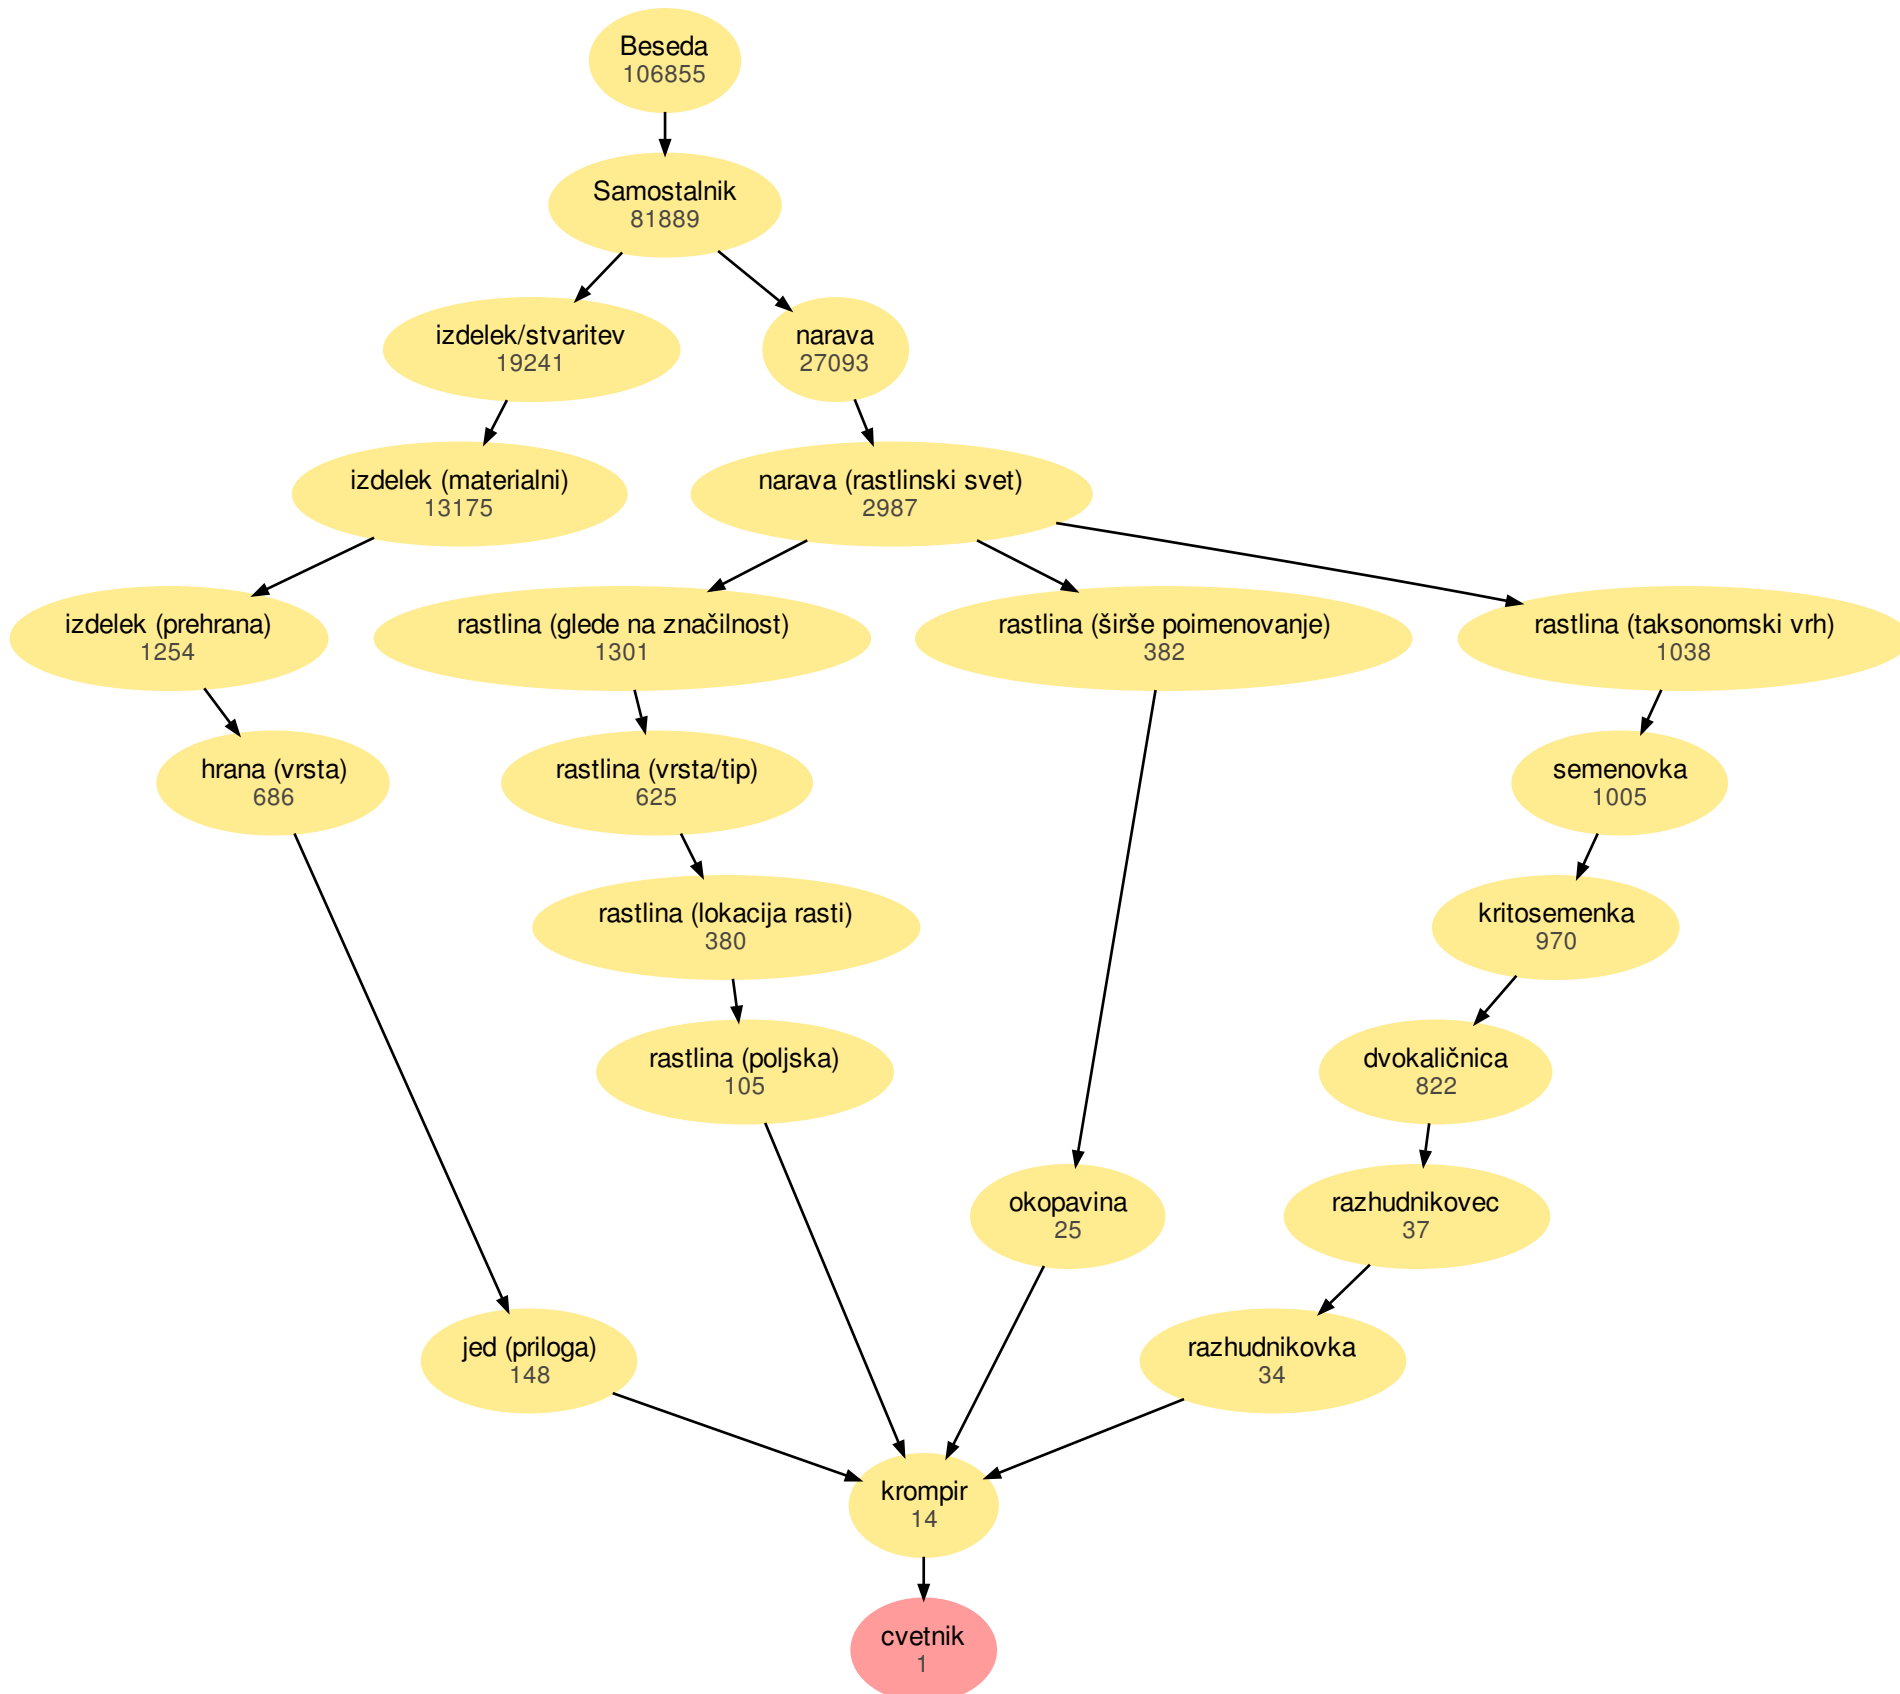 Beseda
106855
Samostalnik
81889
izdelek/stvaritev
19241
narava
27093
izdelek (materialni)
13175
narava (rastlinski svet)
2987
izdelek (prehrana)
1254
rastlina (glede na značilnost)
1301
rastlina (širše poimenovanje)
382
rastlina (taksonomski vrh)
1038
hrana (vrsta)
686
rastlina (vrsta/tip)
625
semenovka
1005
rastlina (lokacija rasti)
380
kritosemenka
970
rastlina (poljska)
105
dvokaličnica
822
okopavina
25
razhudnikovec
37
jed (priloga)
148
razhudnikovka
34
krompir
14
cvetnik
1